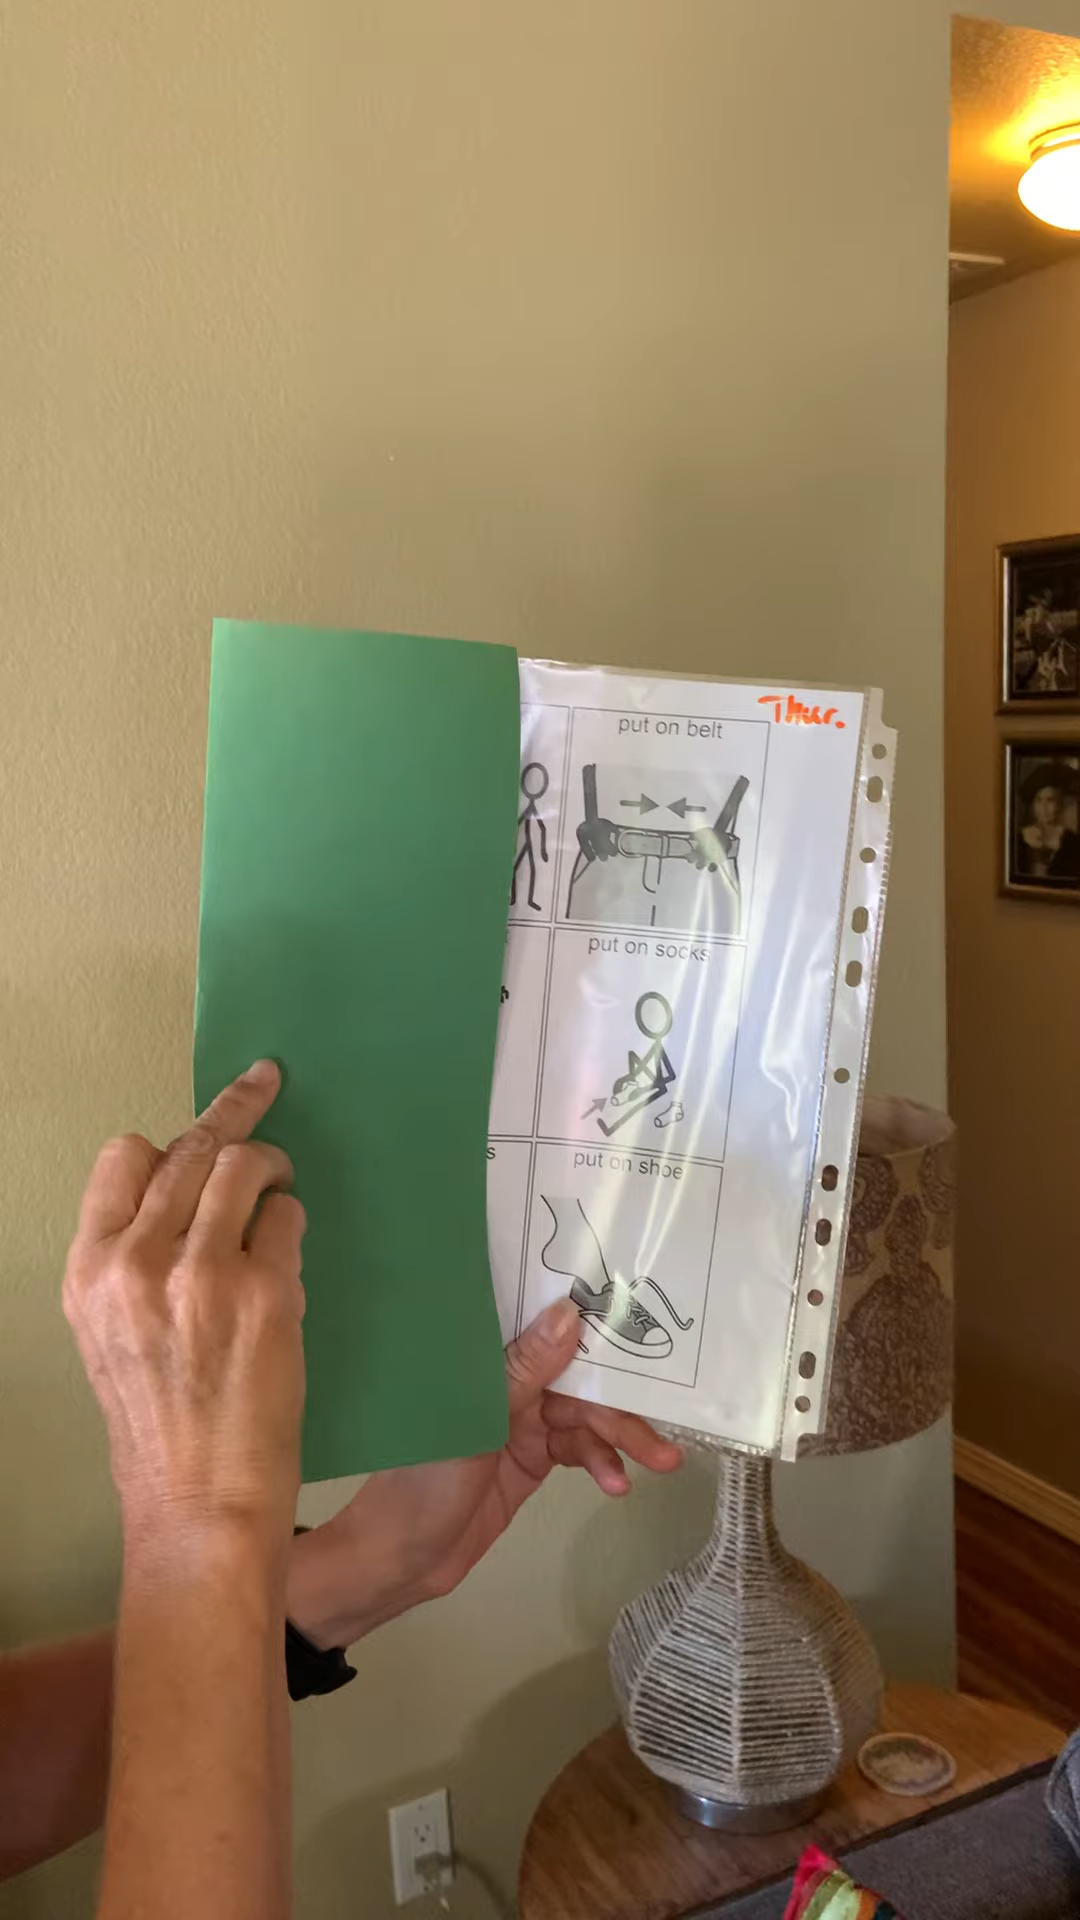 Thur.
put on belt
put on socks
s
put on shoe